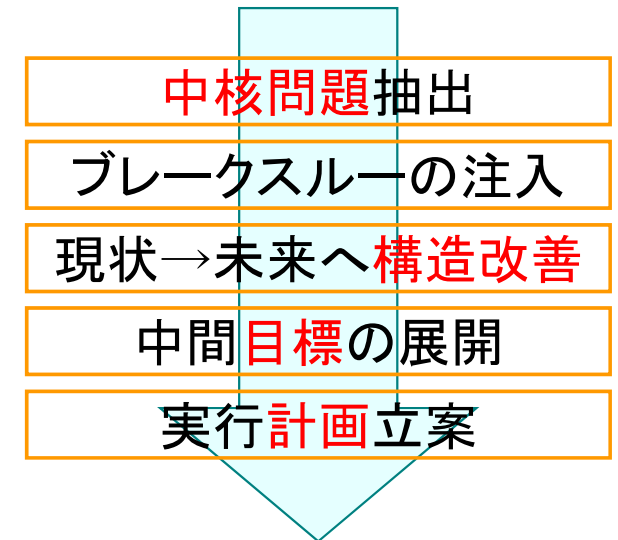 中核問題抽出
ブレークスルーの注入
現状→未来へ構造改善
中間目標の展開
実行計画立案